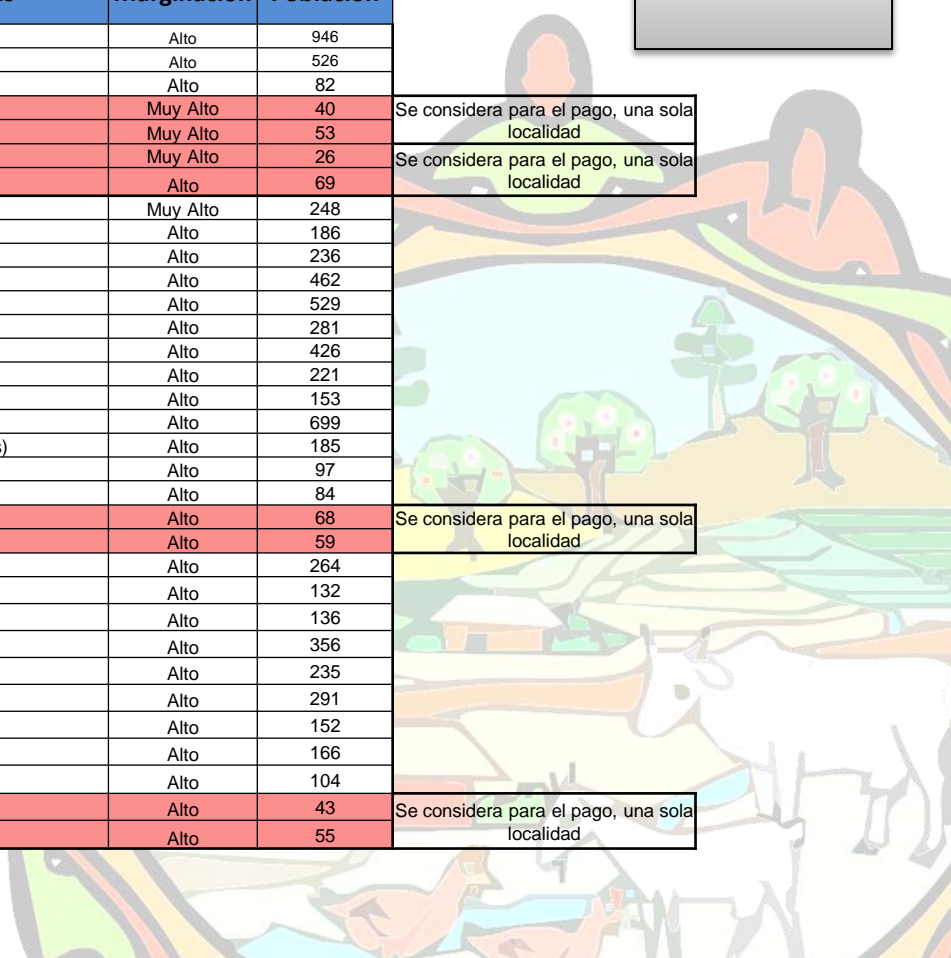 Alto 946
Alto 526
Alto 82
Muy Alto 40 Se considera para el pago, una sola
Muy Alto 53 localidad
Muy Alto 26 Se considera para el pago, una sola
Alto 69 localidad
Muy Alto 248
Alto 186
Alto 236
Alto 462
Alto 529
Alto 281
Alto 426
Alto 221
Alto 153
Alto 699
Alto 185
Alto 97
Alto 84
Alto 68 Se considera para el pago, una sola
Alto 59 localidad
Alto 264
Alto 132
Alto 136
Alto 356
Alto 235
Alto 291
Alto 152
Alto 166
Alto 104
Alto 43 Se considera para el pago, una sola
Alto 55 localidad